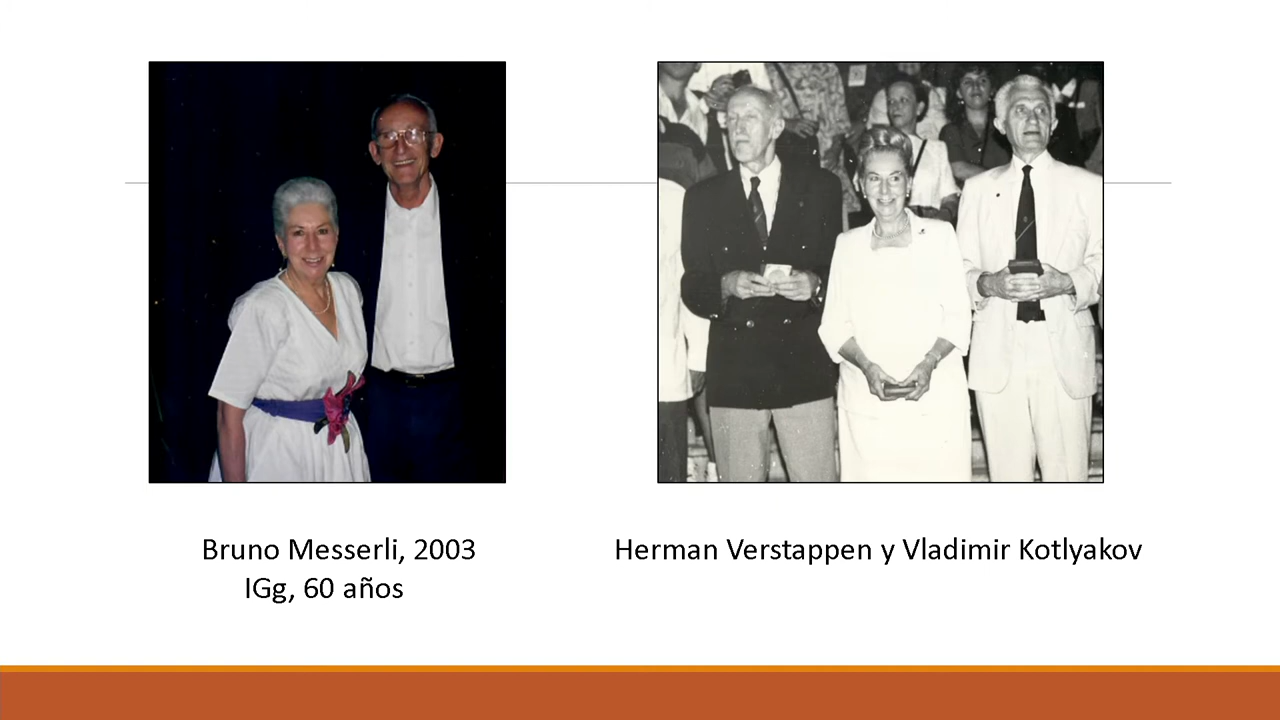 Bruno Messerli, 2003
IGg, 60 años
Herman Verstappen y Vladimir Kotlyakov